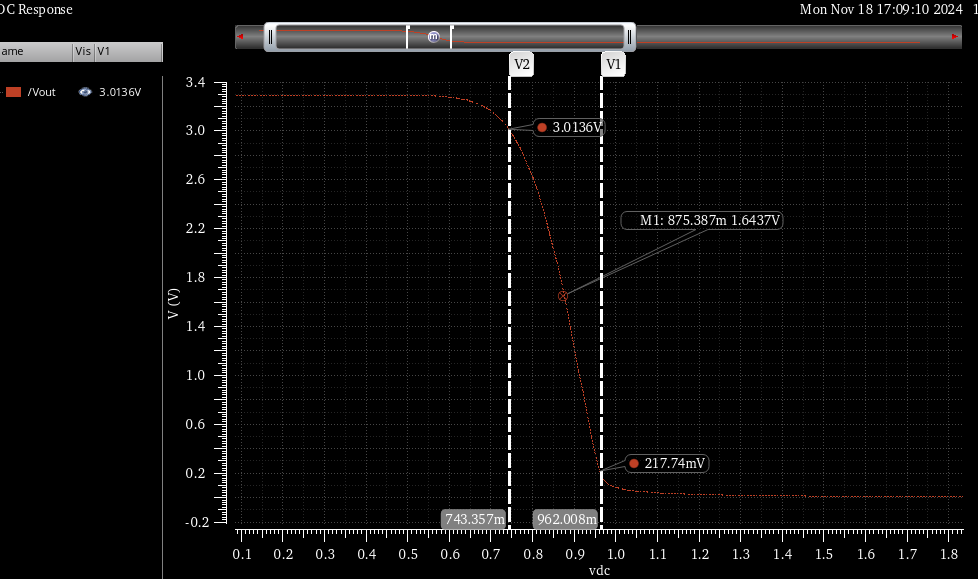 DC Response
Mon Nov 18 17:09:10 2024 1
ame Vis V1
/Vout 3.0136V
m
V2 V1
3.4
3.0
2.6
2.2
1.8
1.4
1.0
0.6
0.2
-0.2
V (V)
3.0136V
M1: 875.387m 1.6437V
217.74mV
743.357m 962.008m
0.1 0.2 0.3 0.4 0.5 0.6 0.7 0.8 0.9 1.0 1.1 1.2 1.3 1.4 1.5 1.6 1.7 1.8
vdc